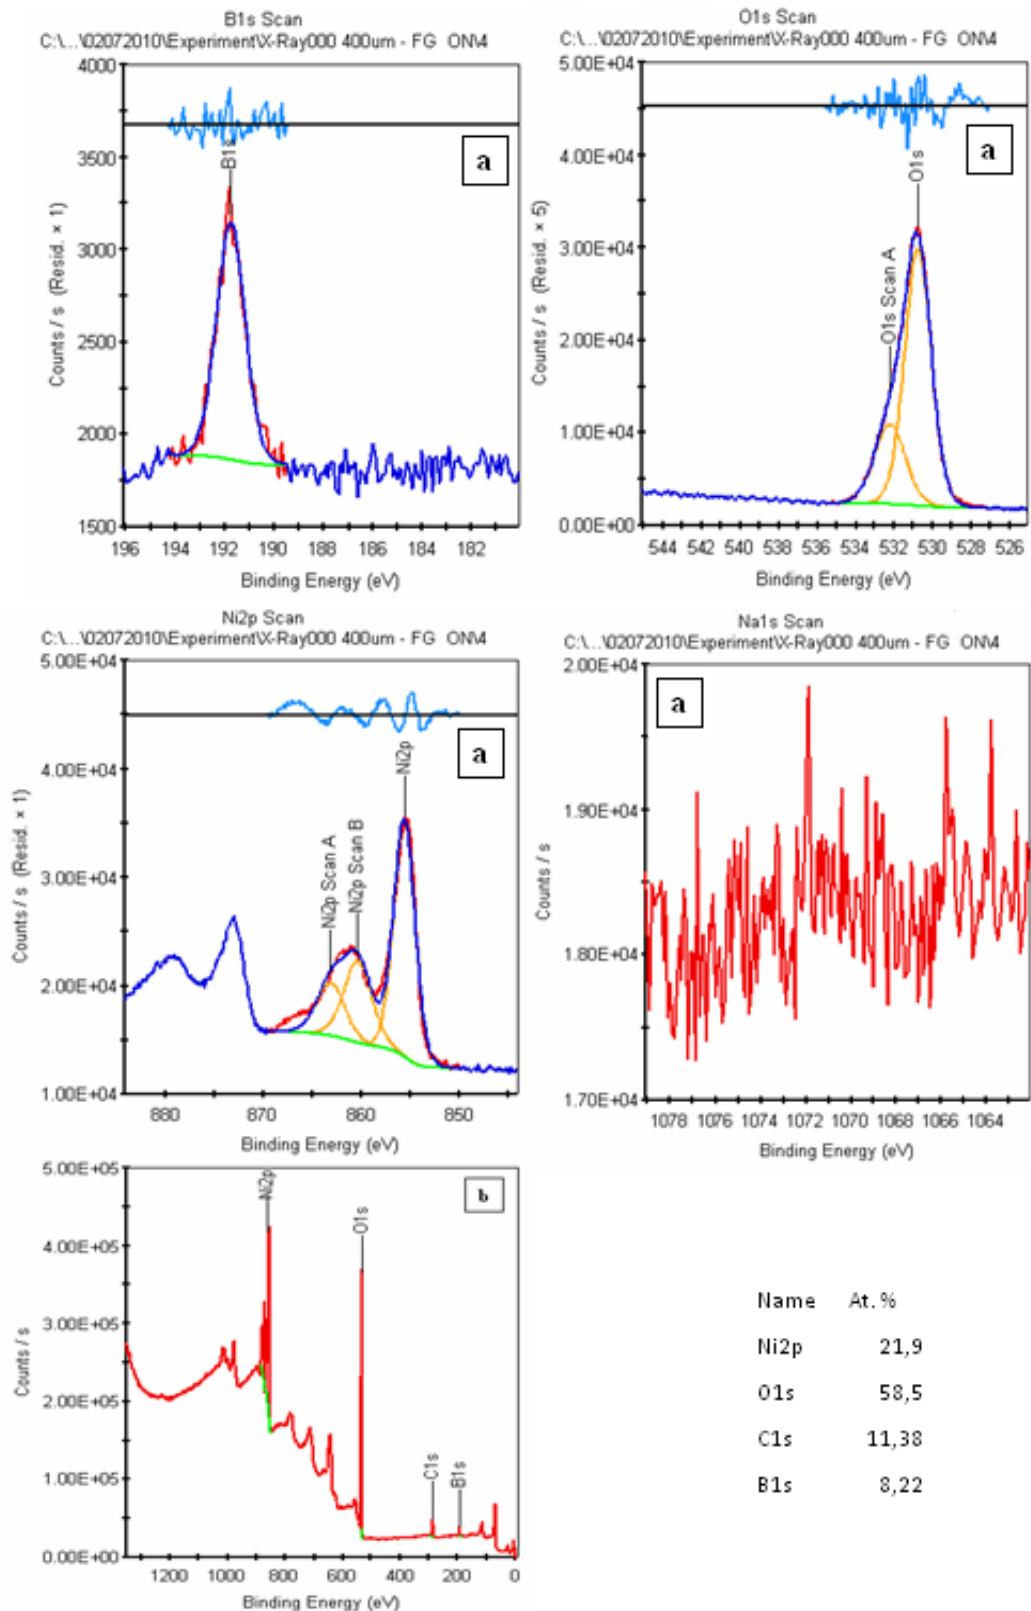 B1s Scan
C:\...\02072010\Experiment\X-Ray000 400um - FG ON\4
4000
3500
3000
2500
2000
1500
Counts / s (Resid. × 1)
a
B1s
196 194 192 190 188 186 184 182
Binding Energy (eV)
O1s Scan
C:\...\02072010\Experiment\X-Ray000 400um - FG ON\4
5.00E+04
4.00E+04
3.00E+04
2.00E+04
1.00E+04
0.00E+00
Counts / s (Resid. × 5)
a
O1s
O1s Scan A
544 542 540 538 536 534 532 530 528 526
Binding Energy (eV)
Ni2p Scan
C:\...\02072010\Experiment\X-Ray000 400um - FG ON\4
5.00E+04
4.00E+04
3.00E+04
2.00E+04
1.00E+04
Counts / s (Resid. × 1)
a
Ni2p
Ni2p Scan A
Ni2p Scan B
880 870 860 850
Binding Energy (eV)
Na1s Scan
C:\...\02072010\Experiment\X-Ray000 400um - FG ON\4
2.00E+04
1.90E+04
1.80E+04
1.70E+04
Counts / s
a
1078 1076 1074 1072 1070 1068 1066 1064
Binding Energy (eV)
5.00E+05
4.00E+05
3.00E+05
2.00E+05
1.00E+05
0.00E+00
Counts / s
b
Ni2p
O1s
C1s
B1s
1200 1000 800 600 400 200 0
Binding Energy (eV)
Name At.%
Ni2p 21,9
O1s 58,5
C1s 11,38
B1s 8,22